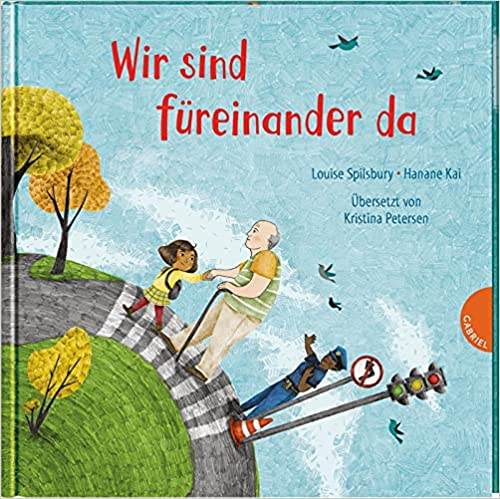 Wir sind
füreinander da
Louise Spilsbury • Hanane Kai
Übersetzt von
Kristina Petersen
GABRIEL